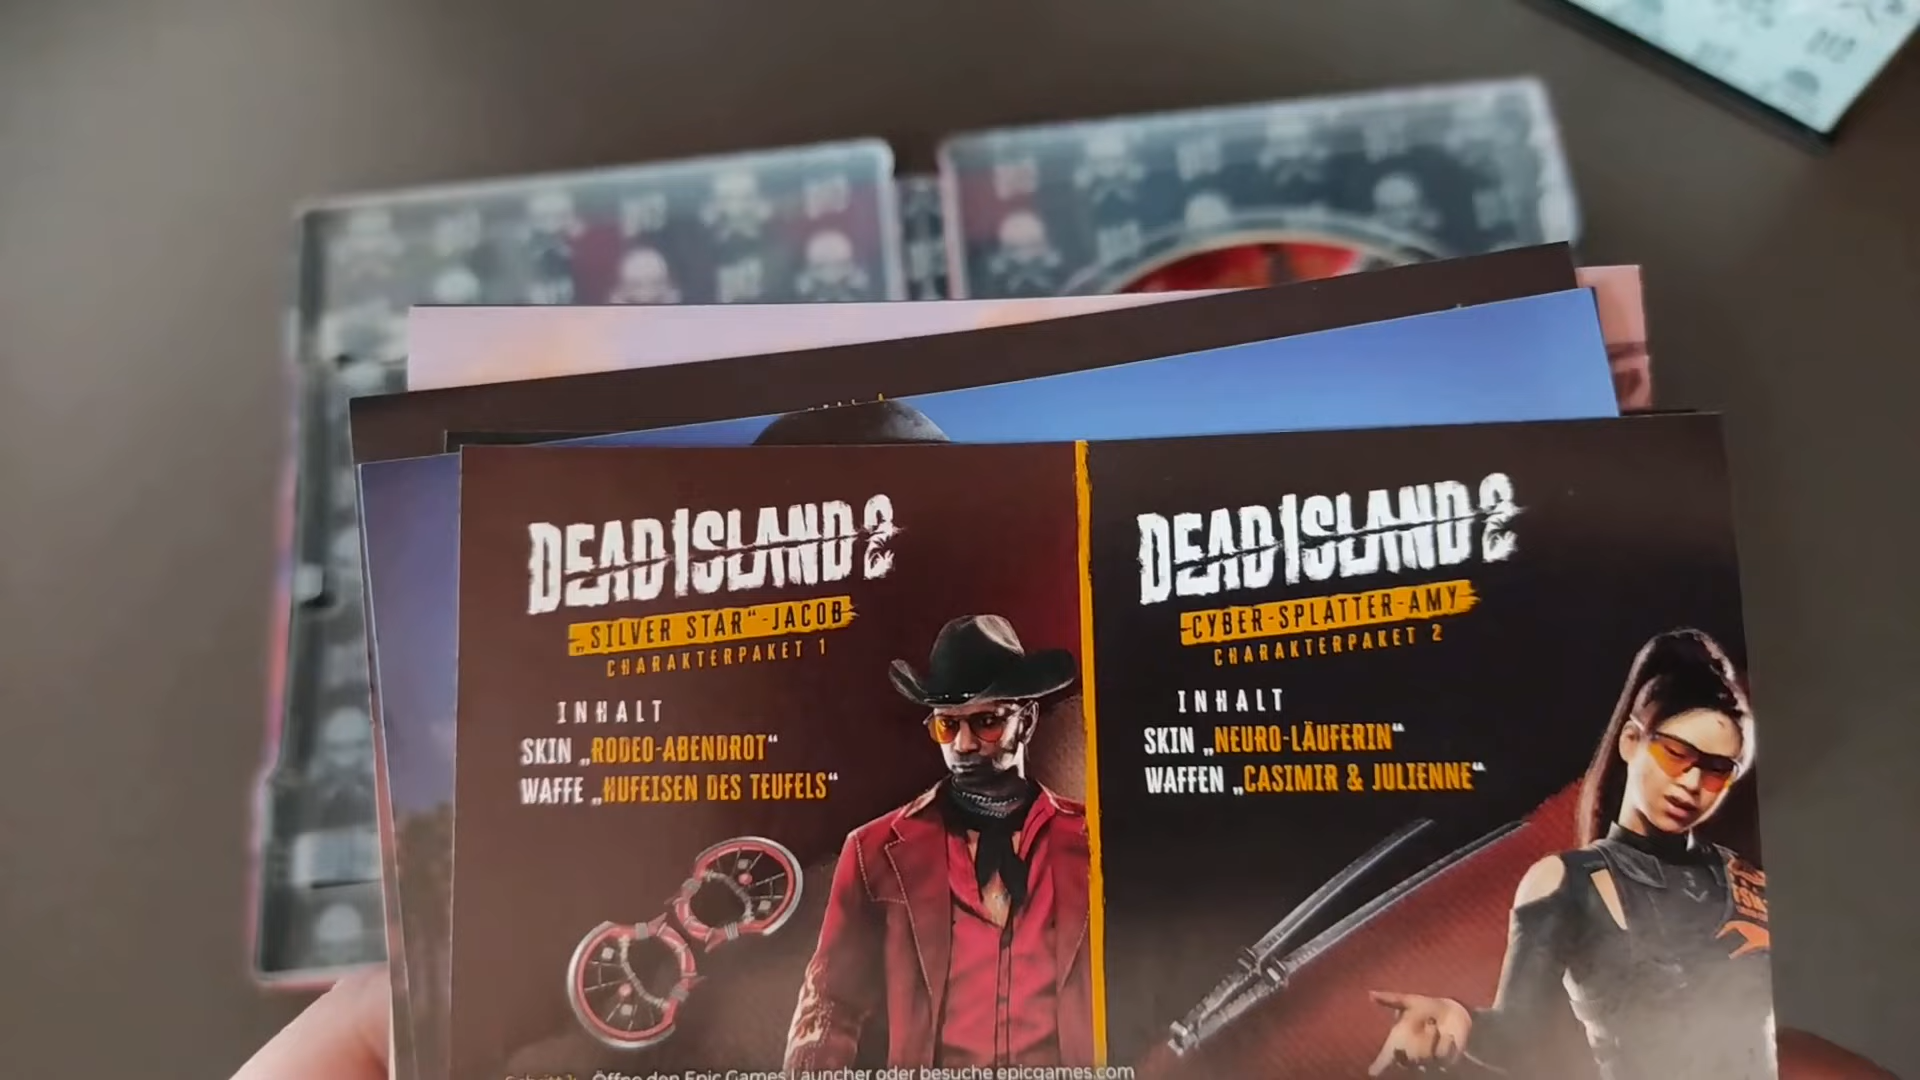 DEAD ISLAND 2
„SILVER STAR“-JACOB
CHARAKTERPAKET 1
INHALT
SKIN „RODEO-ABENDROT“
WAFFE „HUFEISEN DES TEUFELS“
DEAD ISLAND 2
CYBER-SPLATTER-AMY
CHARAKTERPAKET 2
INHALT
SKIN „NEURO-LÄUFERIN“
WAFFEN „CASIMIR & JULIENNE“
Öffne den Epic Games Launcher oder besuche epicgames.com